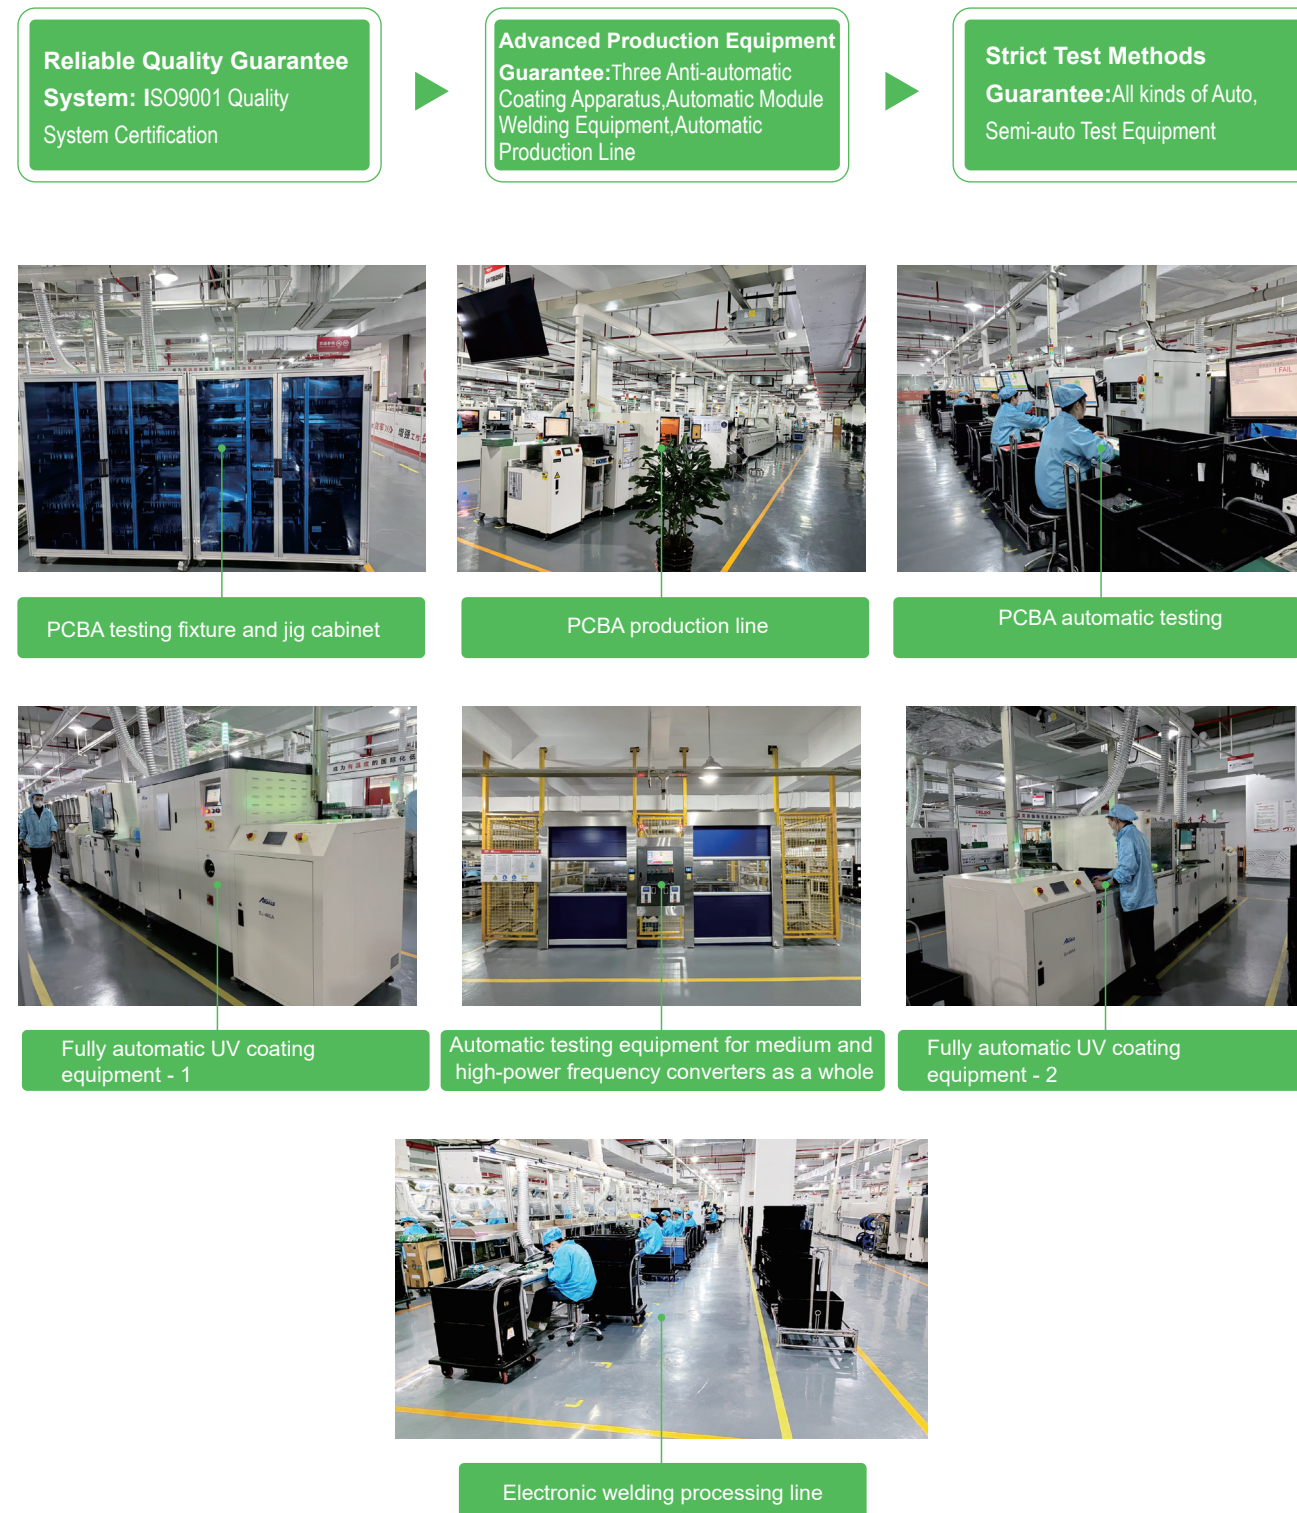 Reliable Quality Guarantee
System: ISO9001 Quality
System Certification
Advanced Production Equipment
Guarantee:Three Anti-automatic
Coating Apparatus,Automatic Module
Welding Equipment,Automatic
Production Line
Strict Test Methods
Guarantee:All kinds of Auto,
Semi-auto Test Equipment
FAIL
PCBA testing fixture and jig cabinet
PCBA production line
PCBA automatic testing
Fully automatic UV coating
equipment - 1
Automatic testing equipment for medium and
high-power frequency converters as a whole
Fully automatic UV coating
equipment - 2
Electronic welding processing line